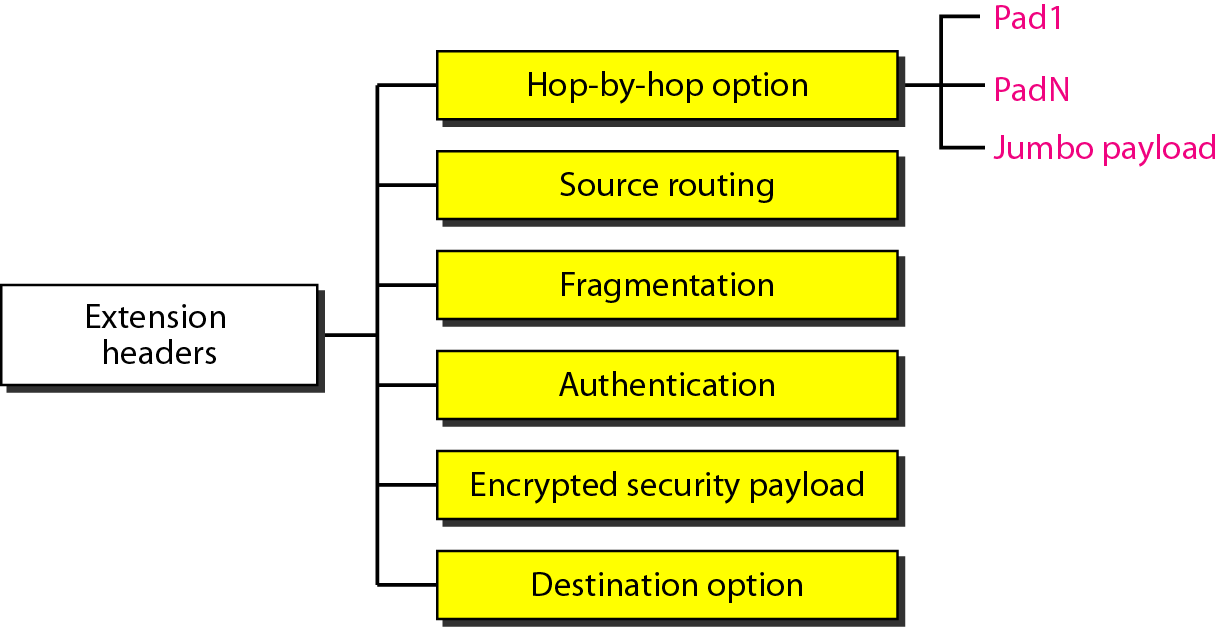 Pad1
Hop-by-hop option
PadN
Jumbo payload
Source routing
Fragmentation
Extension
headers
Authentication
Encrypted security payload
Destination option